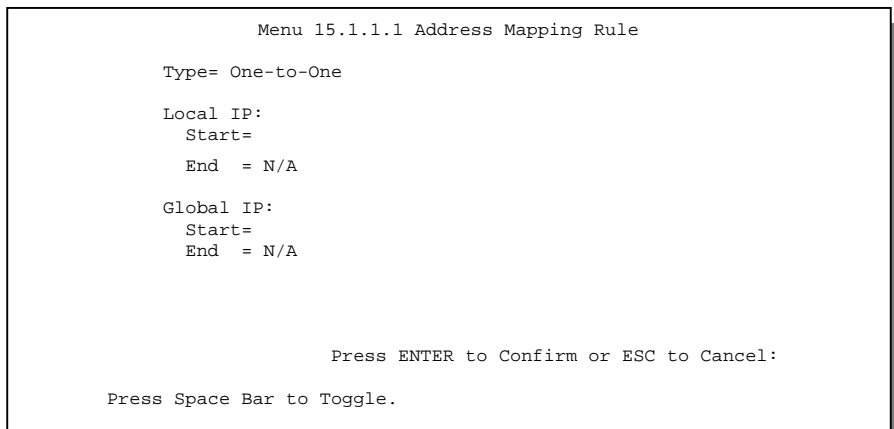 Menu 15.1.1.1 Address Mapping Rule
Type= One-to-One
Local IP:
Start=
End = N/A
Global IP:
Start=
End = N/A
Press ENTER to Confirm or ESC to Cancel:
Press Space Bar to Toggle.